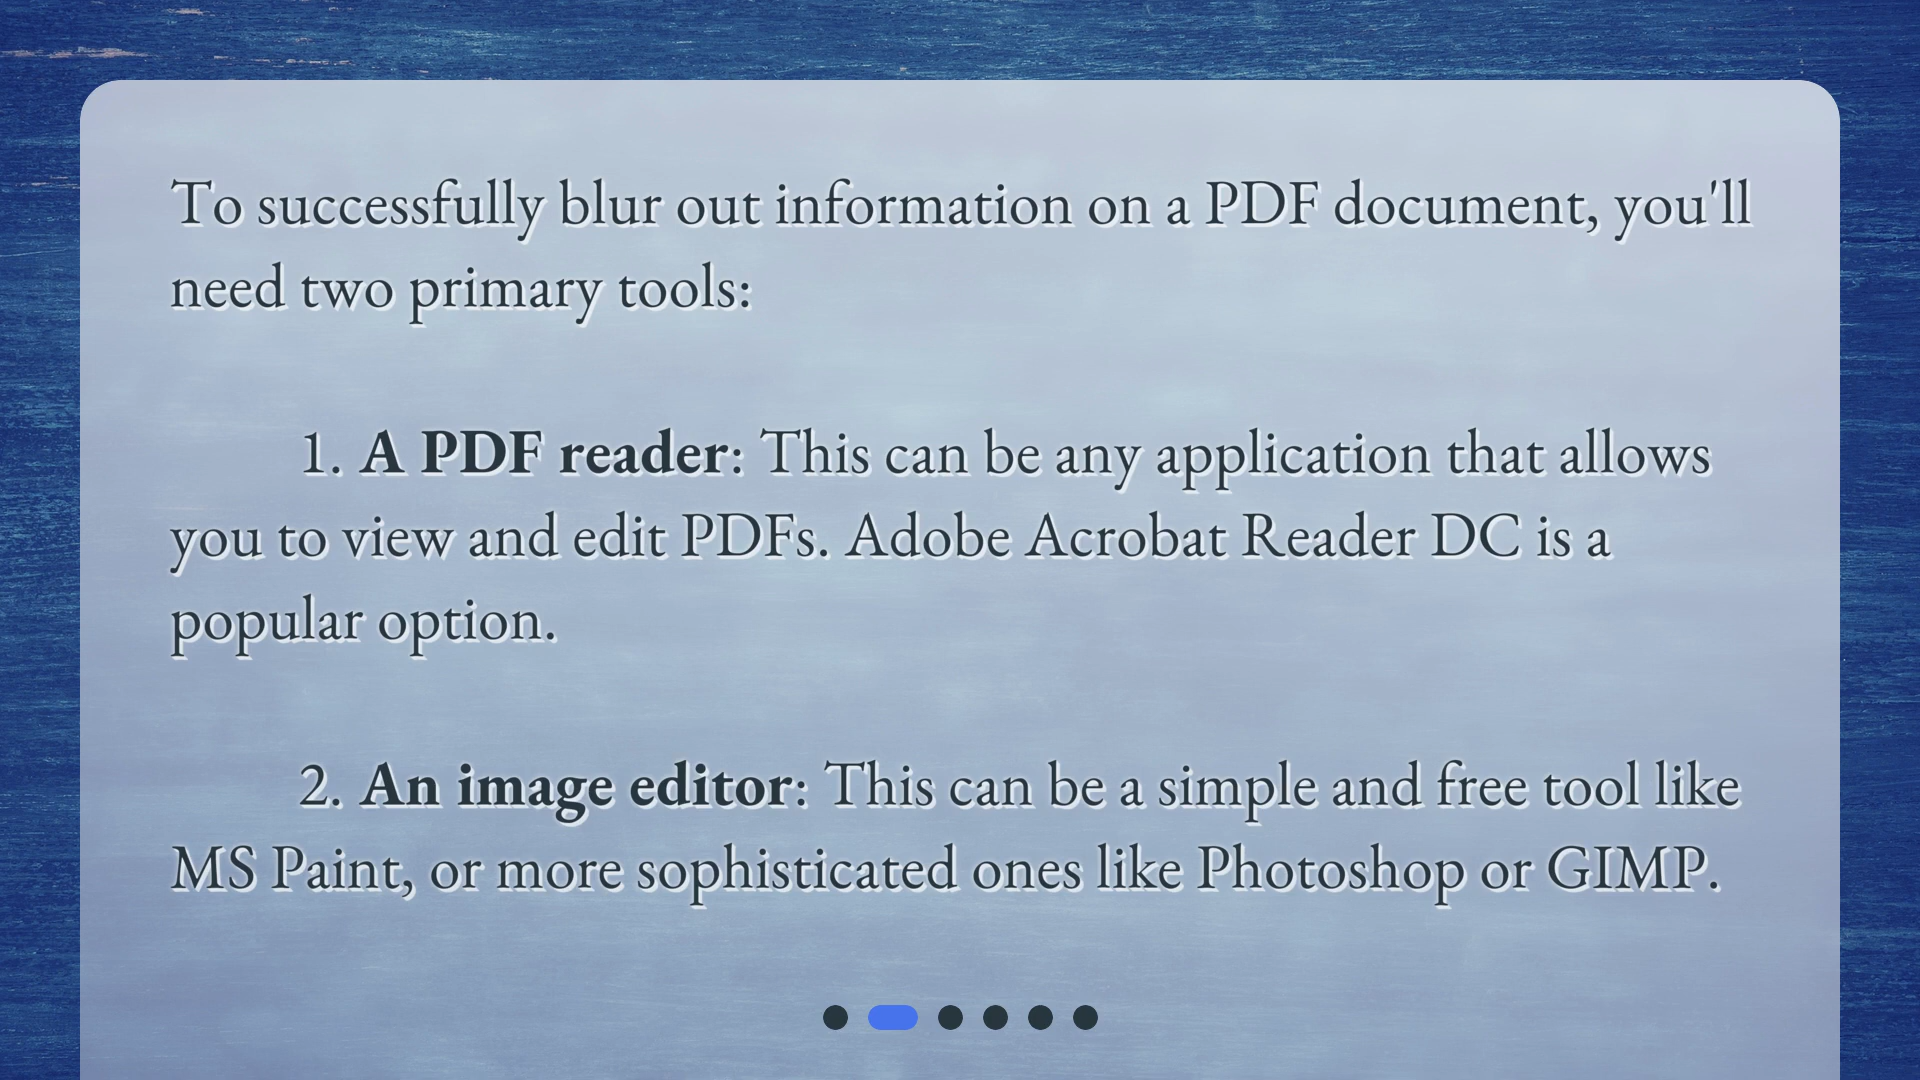 To successfully blur out information on a PDF document, you'll
need two primary tools:
1. A PDF reader: This can be any application that allows
you to view and edit PDFs. Adobe Acrobat Reader DC is a
popular option.
2. An image editor: This can be a simple and free tool like
MS Paint, or more sophisticated ones like Photoshop or GIMP.